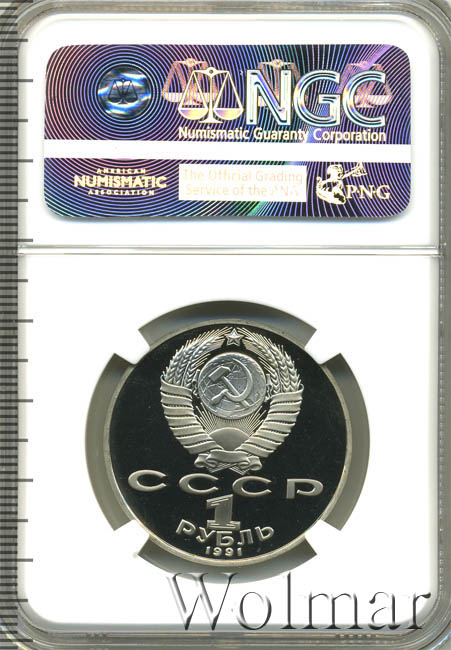 NGC
Numismatic Guaranty Corporation
AMERICAN
NUMISMATIC
ASSOCIATION
The Official Grading
Service of the PNG
PNG
СССР
1
РУБЛЬ
1991
Wolmar